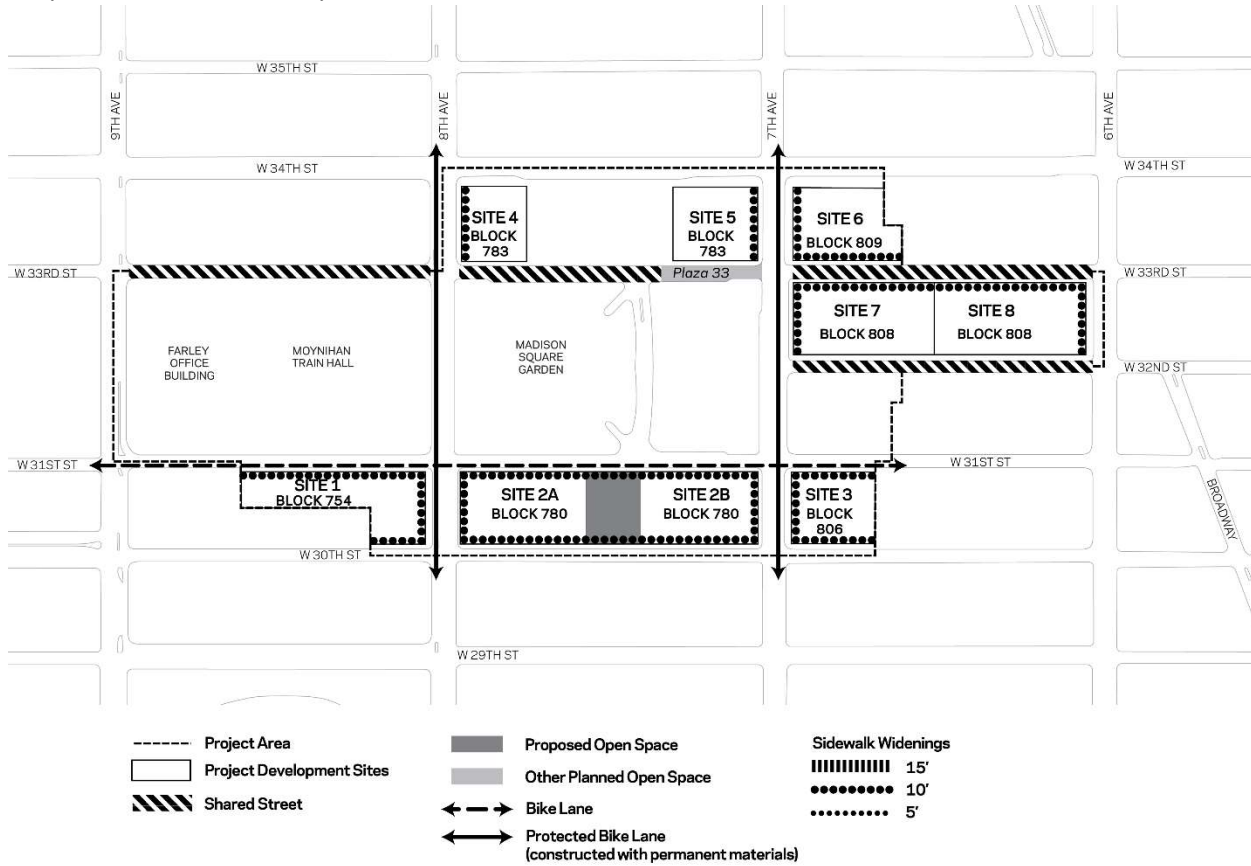 W 35TH ST
9TH AVE
8TH AVE
7TH AVE
6TH AVE
W 34TH ST
W 34TH ST
SITE 4
BLOCK
783
SITE 5
BLOCK
783
SITE 6
BLOCK 809
W 33RD ST
Plaza 33
W 33RD ST
SITE 7
BLOCK 808
SITE 8
BLOCK 808
FARLEY
OFFICE
BUILDING
MOYNIHAN
TRAIN HALL
MADISON
SQUARE
GARDEN
W 32ND ST
W 31ST ST
W 31ST ST
SITE 1
BLOCK 754
SITE 2A
BLOCK 780
SITE 2B
BLOCK 780
SITE 3
BLOCK
806
BROADWAY
W 30TH ST
W 29TH ST
Project Area
Project Development Sites
Shared Street
Proposed Open Space
Other Planned Open Space
Bike Lane
Protected Bike Lane
(constructed with permanent materials)
Sidewalk Widenings
15'
10'
5'